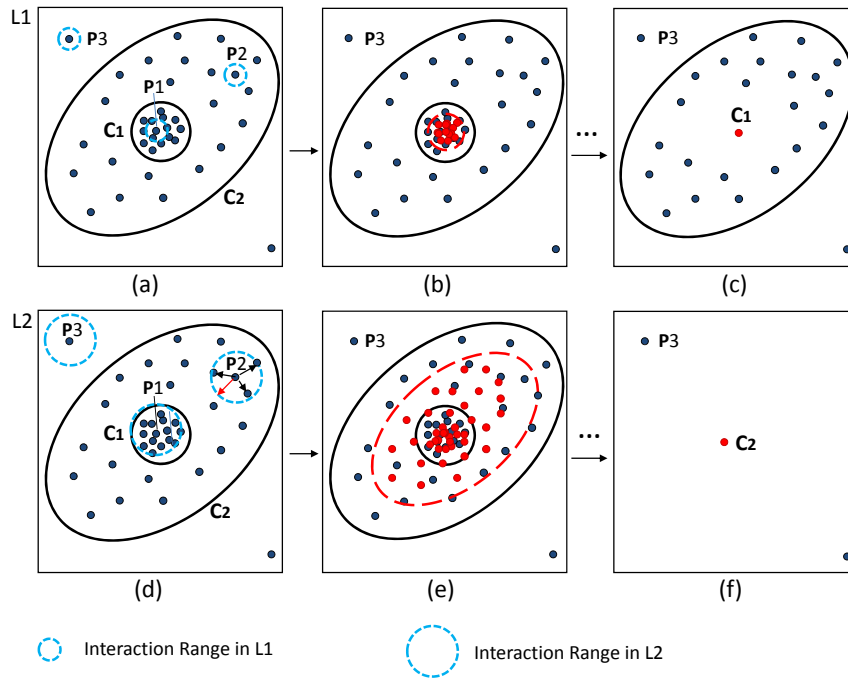 L1
P3
P2
P1
C1
C2
(a)
P3
(b)
...
P3
C1
(c)
L2
P3
P2
P1
C1
C2
(d)
P3
(e)
...
P3
C2
(f)
Interaction Range in L1
Interaction Range in L2